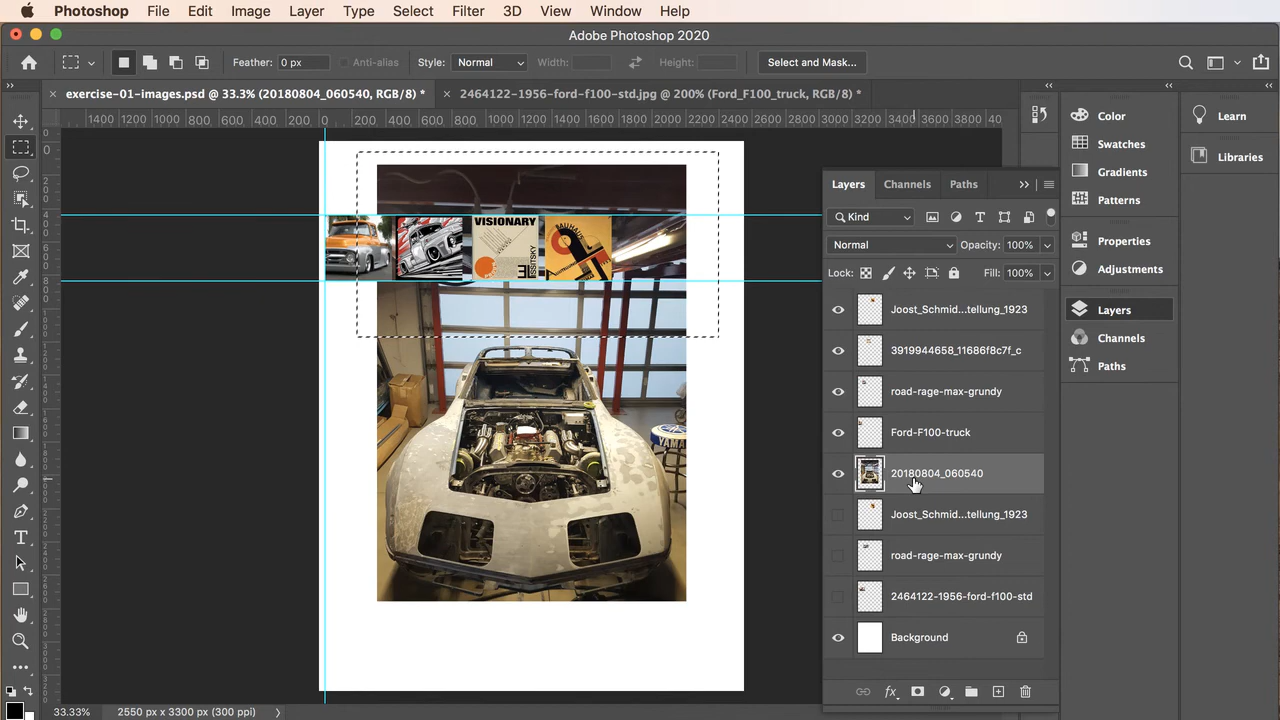 Photoshop File Edit Image Layer Type Select Filter 3D View Window Help
Adobe Photoshop 2020
Feather: 0 px Anti-alias Style: Normal Width: Height: Select and Mask...
exercise-01-images.psd @ 33.3% (20180804_060540, RGB/8) *
2464122-1956-ford-f100-std.jpg @ 200% (Ford_F100_truck, RGB/8) *
1400 1200 1000 800 600 400 200 0 200 400 600 800 1000 1200 1400 1600 1800 2000 2200 2400 2600 2800 3000 3200 3400 3600 3800 40
Color
Swatches
Gradients
Patterns
Properties
Adjustments
Layers
Channels
Paths
Learn
Libraries
Layers Channels Paths
Kind
Normal Opacity: 100%
Lock: Fill: 100%
Joost_Schmid...tellung_1923
3919944658_11686f8c7f_c
road-rage-max-grundy
Ford-F100-truck
20180804_060540
Joost_Schmid...tellung_1923
road-rage-max-grundy
2464122-1956-ford-f100-std
Background
VISIONARY
EL
LISSITSKY
BAUHAUS
YAMA
33.33% 2550 px x 3300 px (300 ppi)